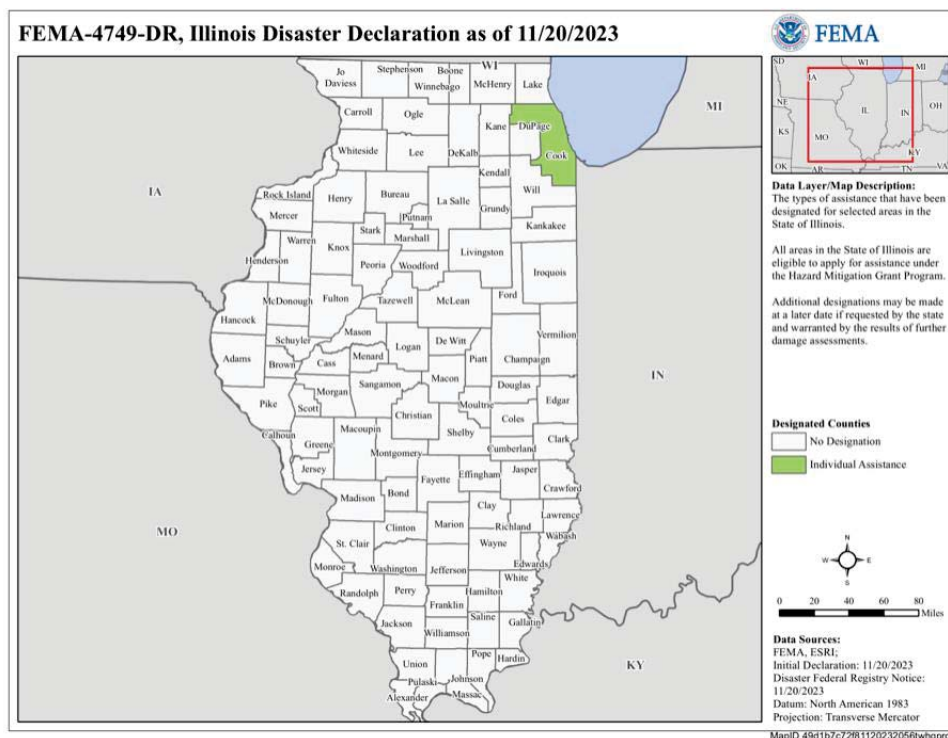 FEMA-4749-DR, Illinois Disaster Declaration as of 11/20/2023
FEMA
SD
WI
MI
IA
NE
IL
IN
OH
KS
MO
KY
OK
AR
TN
VA
WI
MI
IA
IN
MO
KY
Jo
Daviess
Stephenson
Winnebago
Boone
McHenry
Lake
Carroll
Ogle
Kane
DuPage
Cook
Whiteside
Lee
DeKalb
Kendall
Will
Rock Island
Henry
Bureau
La Salle
Grundy
Mercer
Putnam
Kankakee
Stark
Marshall
Warren
Knox
Livingston
Henderson
Peoria
Woodford
Iroquois
Ford
McDonough
Fulton
Tazewell
McLean
Hancock
Mason
Vermilion
Schuyler
Logan
De Witt
Adams
Brown
Cass
Menard
Piatt
Champaign
Macon
Sangamon
Douglas
Morgan
Pike
Scott
Moultrie
Edgar
Christian
Coles
Calhoun
Macoupin
Shelby
Greene
Cumberland
Clark
Montgomery
Jersey
Fayette
Effingham
Jasper
Crawford
Madison
Bond
Clay
Lawrence
Richland
Clinton
Marion
Wabash
St. Clair
Wayne
Edwards
Monroe
Washington
Jefferson
White
Randolph
Perry
Hamilton
Franklin
Saline
Gallatin
Jackson
Williamson
Pope
Hardin
Union
Johnson
Pulaski
Massac
Alexander
Data Layer/Map Description:
The types of assistance that have been
designated for selected areas in the
State of Illinois.
All areas in the State of Illinois are
eligible to apply for assistance under
the Hazard Mitigation Grant Program.
Additional designations may be made
at a later date if requested by the state
and warranted by the results of further
damage assessments.
Designated Counties
No Designation
Individual Assistance
N
W E
S
0 20 40 60 80
Miles
Data Sources:
FEMA, ESRI;
Initial Declaration: 11/20/2023
Disaster Federal Registry Notice:
11/20/2023
Datum: North American 1983
Projection: Transverse Mercator